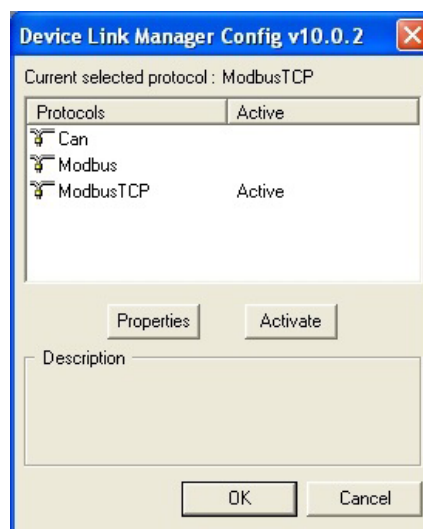 Device Link Manager Config v10.0.2
Current selected protocol : ModbusTCP
Protocols Active
Can
Modbus
ModbusTCP Active
Properties Activate
Description
OK Cancel